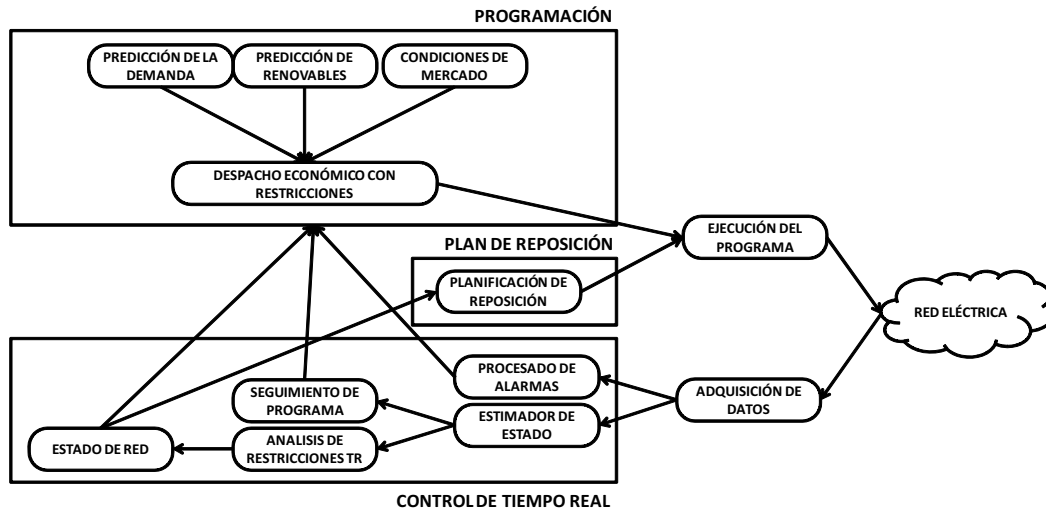 PROGRAMACIÓN
PREDICCIÓN DE LA
DEMANDA
PREDICCIÓN DE
RENOVABLES
CONDICIONES DE
MERCADO
DESPACHO ECONÓMICO CON
RESTRICCIONES
EJECUCIÓN DEL
PROGRAMA
PLAN DE REPOSICIÓN
PLANIFICACIÓN DE
REPOSICIÓN
RED ELÉCTRICA
PROCESADO DE
ALARMAS
SEGUIMIENTO DE
PROGRAMA
ADQUISICIÓN DE
DATOS
ESTIMADOR DE
ESTADO
ESTADO DE RED
ANALISIS DE
RESTRICCIONES TR
CONTROL DE TIEMPO REAL